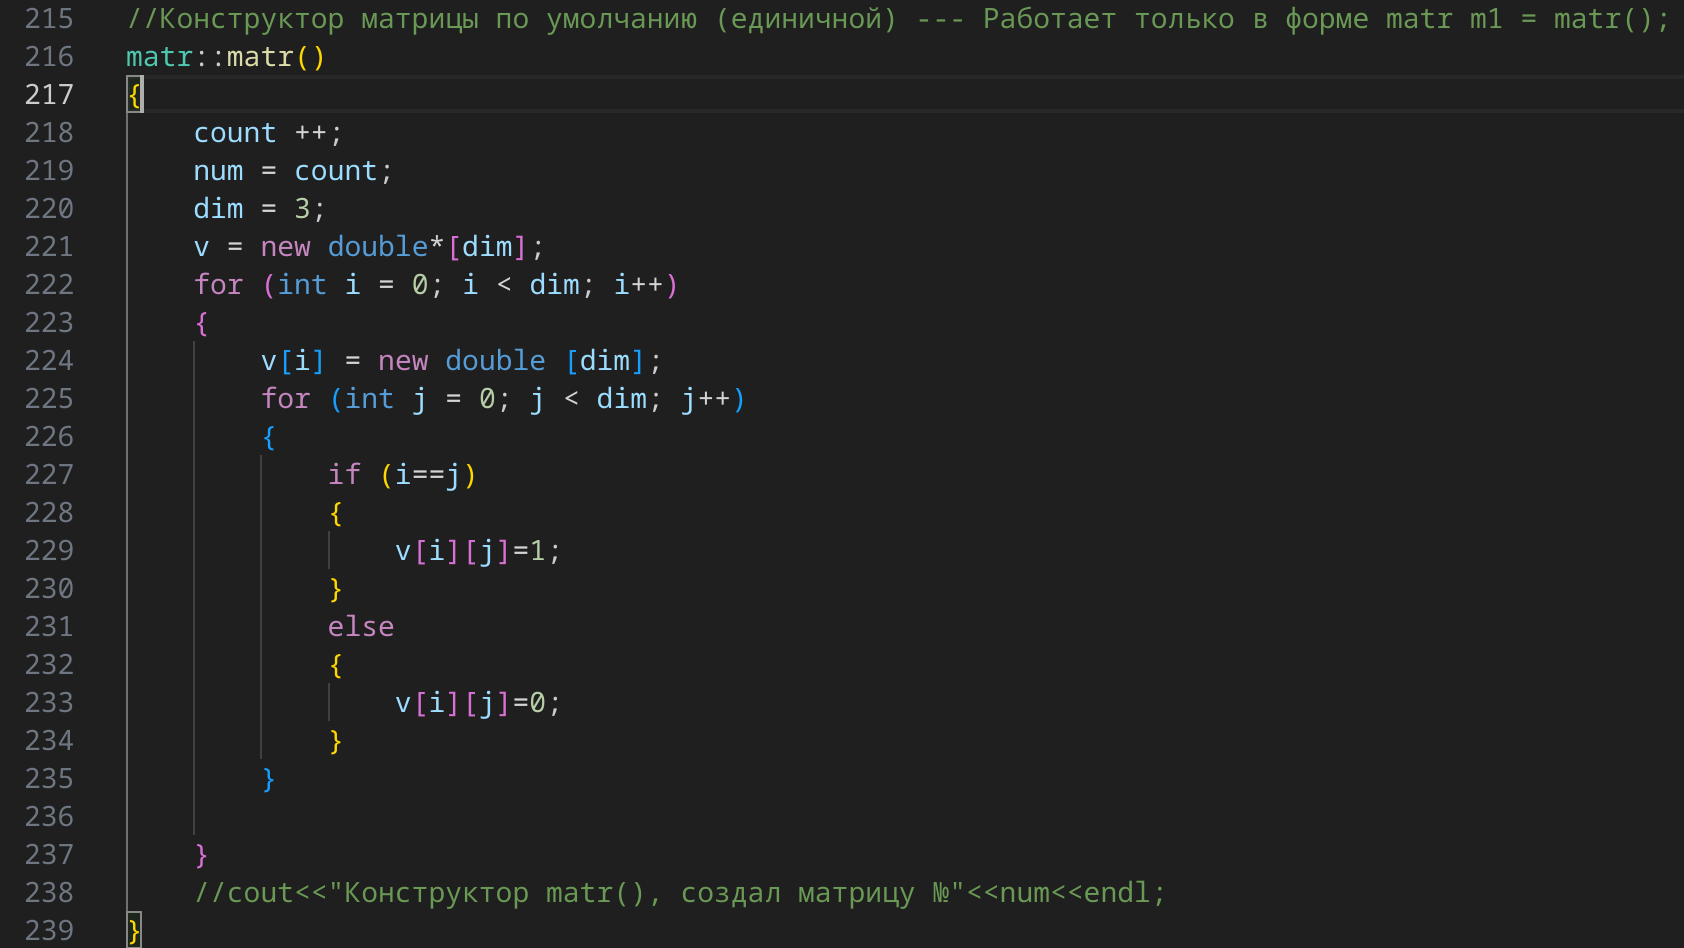 215 //Конструктор матрицы по умолчанию (единичной) --- Работает только в форме matr m1 = matr();
216 matr::matr()
217 {
218     count ++;
219     num = count;
220     dim = 3;
221     v = new double*[dim];
222     for (int i = 0; i < dim; i++)
223     {
224         v[i] = new double [dim];
225         for (int j = 0; j < dim; j++)
226         {
227             if (i==j)
228             {
229                 v[i][j]=1;
230             }
231             else
232             {
233                 v[i][j]=0;
234             }
235         }
236
237     }
238     //cout<<"Конструктор matr(), создал матрицу №"<<num<<endl;
239 }